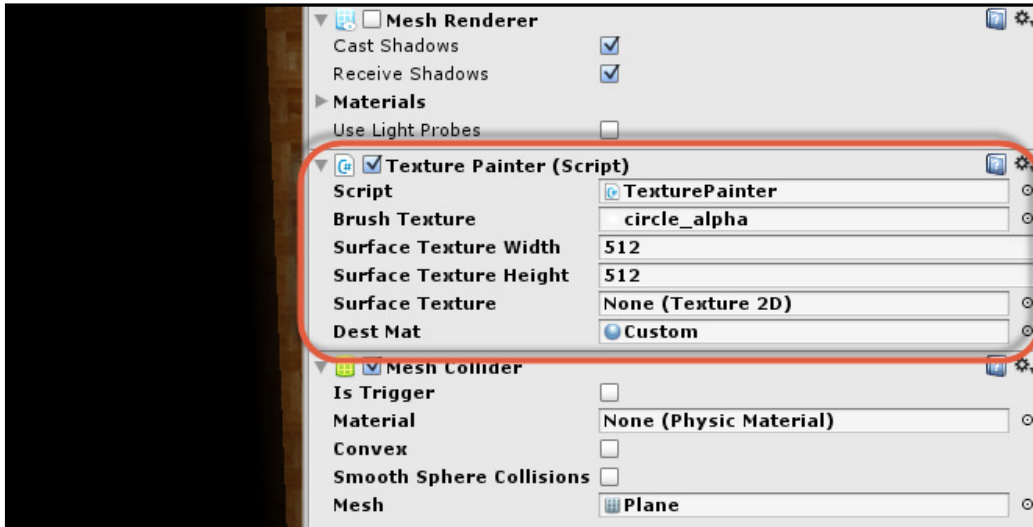 Mesh Renderer
Cast Shadows
Receive Shadows
Materials
Use Light Probes
Texture Painter (Script)
Script TexturePainter
Brush Texture circle_alpha
Surface Texture Width 512
Surface Texture Height 512
Surface Texture None (Texture 2D)
Dest Mat Custom
Mesh Collider
Is Trigger
Material None (Physic Material)
Convex
Smooth Sphere Collisions
Mesh Plane